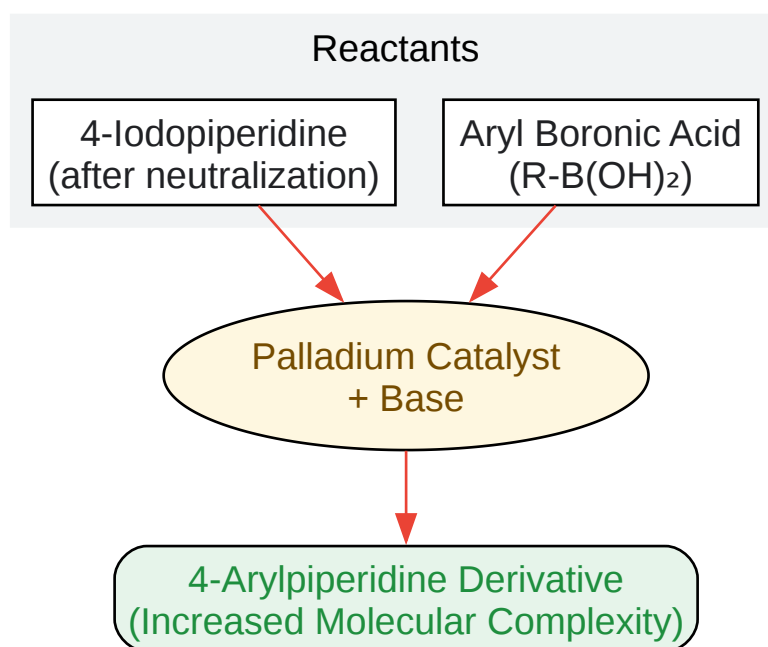 Reactants
4-Iodopiperidine
(after neutralization)
Aryl Boronic Acid
(R-B(OH)₂)
Palladium Catalyst
+ Base
4-Arylpiperidine Derivative
(Increased Molecular Complexity)